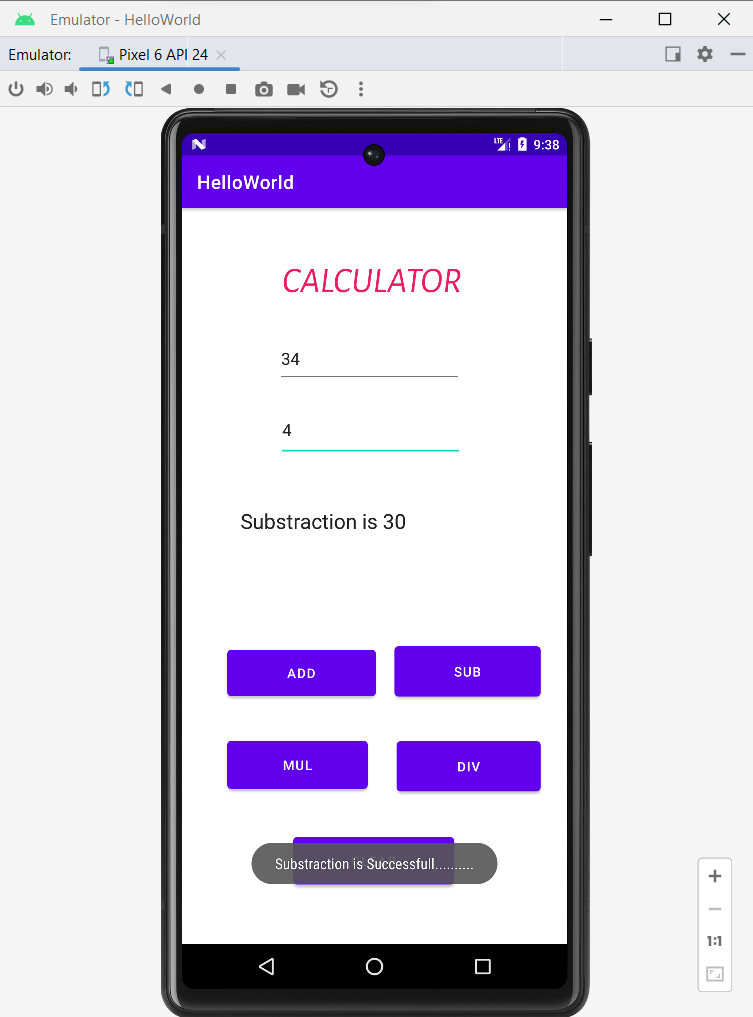 Emulator - HelloWorld
Emulator: Pixel 6 API 24
LTE 9:38
HelloWorld
CALCULATOR
34
4
Substraction is 30
ADD SUB
MUL DIV
Substraction is Successfull..........
1:1